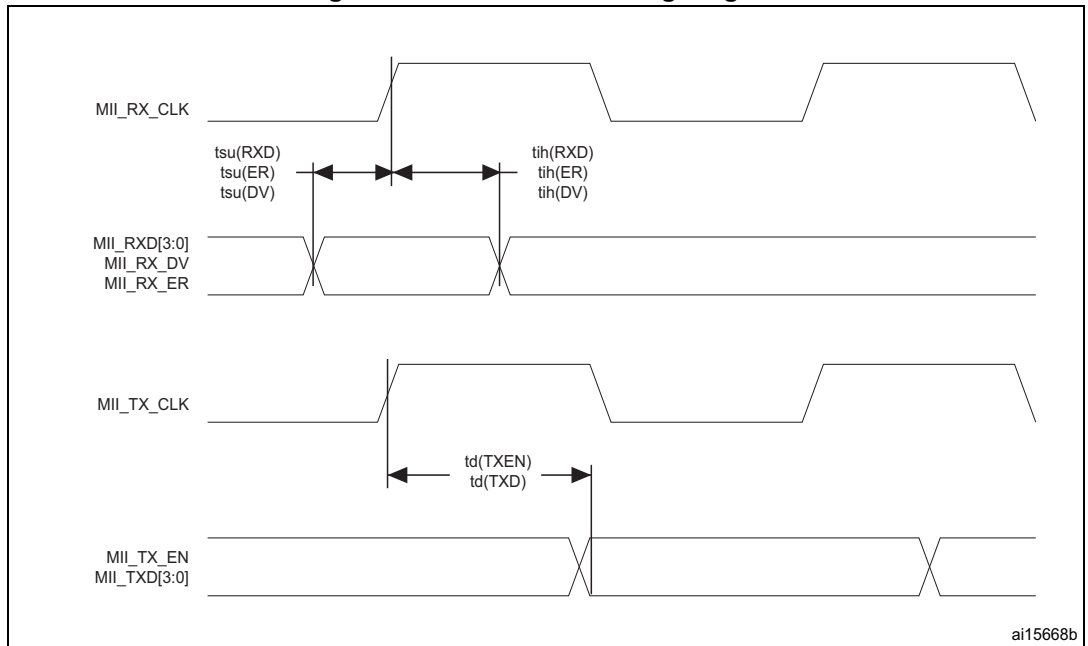 MII_RX_CLK
tsu(RXD)
tsu(ER)
tsu(DV)
tih(RXD)
tih(ER)
tih(DV)
MII_RXD[3:0]
MII_RX_DV
MII_RX_ER
MII_TX_CLK
td(TXEN)
td(TXD)
MII_TX_EN
MII_TXD[3:0]
ai15668b